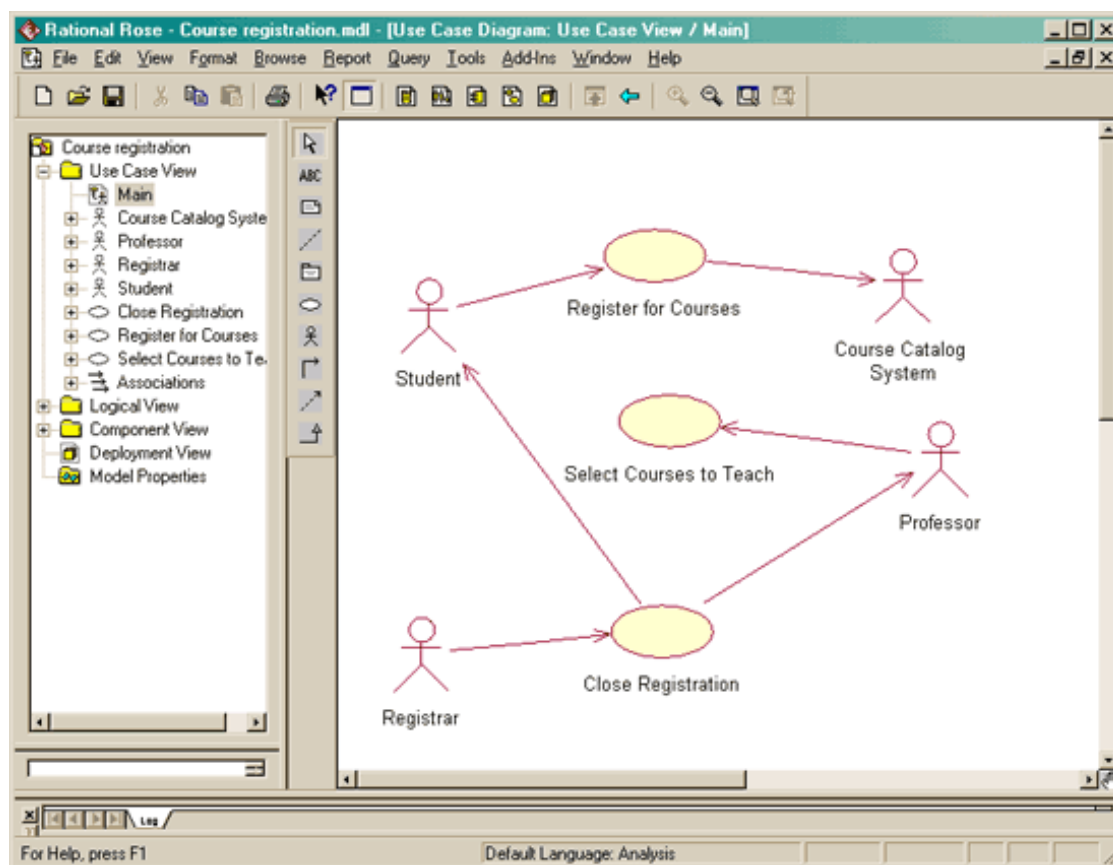 Rational Rose - Course registration.mdl - [Use Case Diagram: Use Case View / Main]
File Edit View Format Browse Report Query Tools Add-Ins Window Help
Course registration
Use Case View
Main
Course Catalog Syste
Professor
Registrar
Student
Close Registration
Register for Courses
Select Courses to Te
Associations
Logical View
Component View
Deployment View
Model Properties
ABC
Register for Courses
Student
Course Catalog
System
Select Courses to Teach
Professor
Close Registration
Registrar
Log
For Help, press F1
Default Language: Analysis